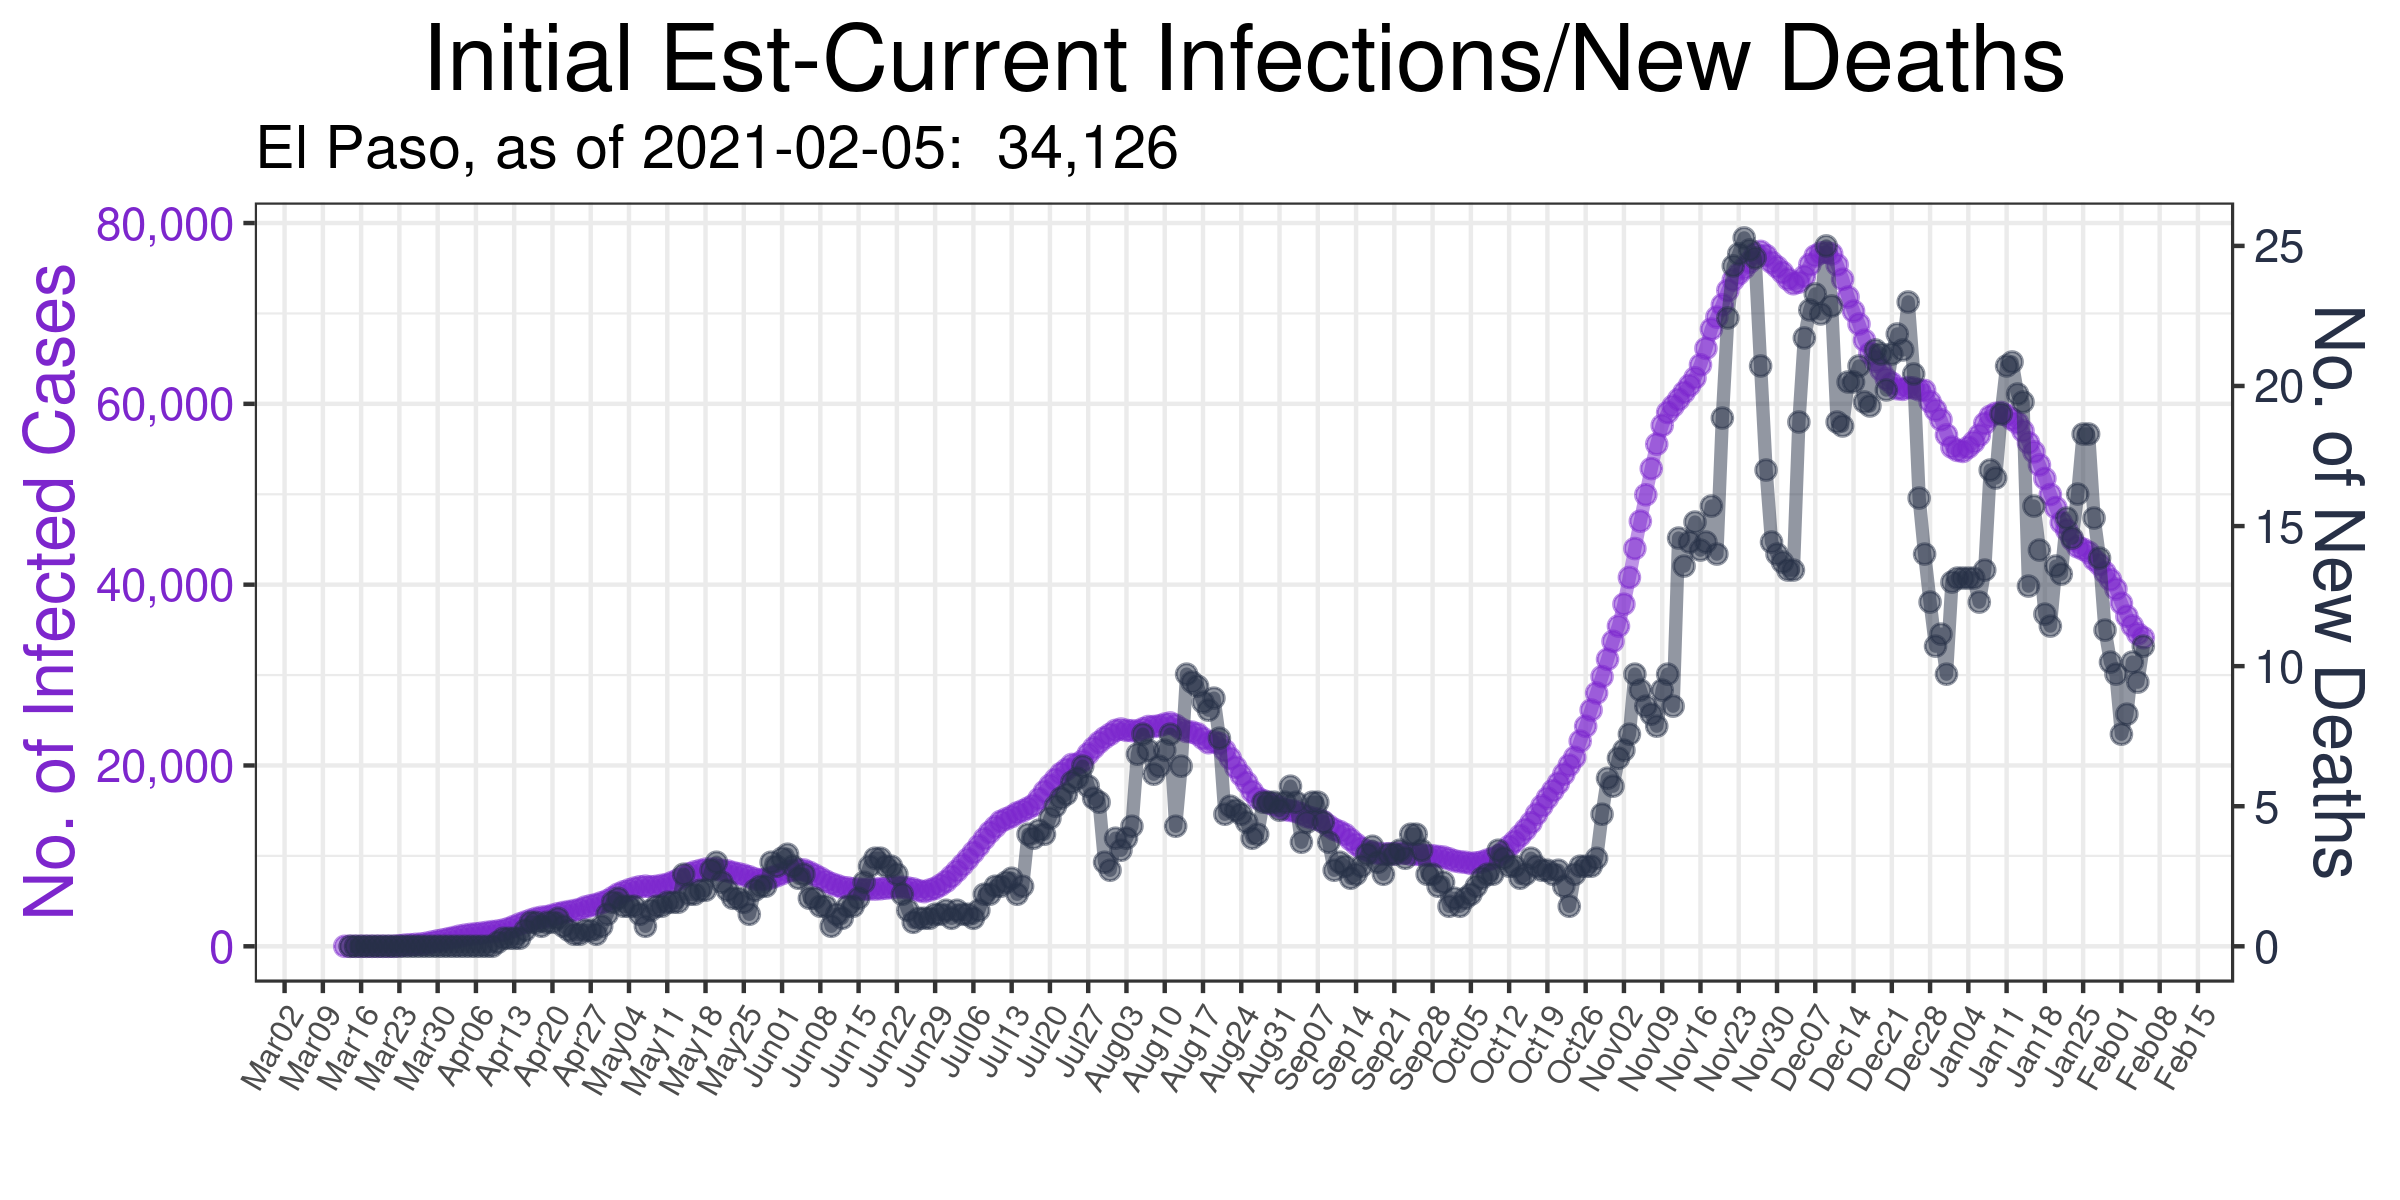 Initial Est-Current Infections/New Deaths
El Paso, as of 2021-02-05:  34,126
No. of Infected Cases
80,000
60,000
40,000
20,000
0
25
20
15
10
5
0
No. of New Deaths
Mar02
Mar09
Mar16
Mar23
Mar30
Apr06
Apr13
Apr20
Apr27
May04
May11
May18
May25
Jun01
Jun08
Jun15
Jun22
Jun29
Jul06
Jul13
Jul20
Jul27
Aug03
Aug10
Aug17
Aug24
Aug31
Sep07
Sep14
Sep21
Sep28
Oct05
Oct12
Oct19
Oct26
Nov02
Nov09
Nov16
Nov23
Nov30
Dec07
Dec14
Dec21
Dec28
Jan04
Jan11
Jan18
Jan25
Feb01
Feb08
Feb15